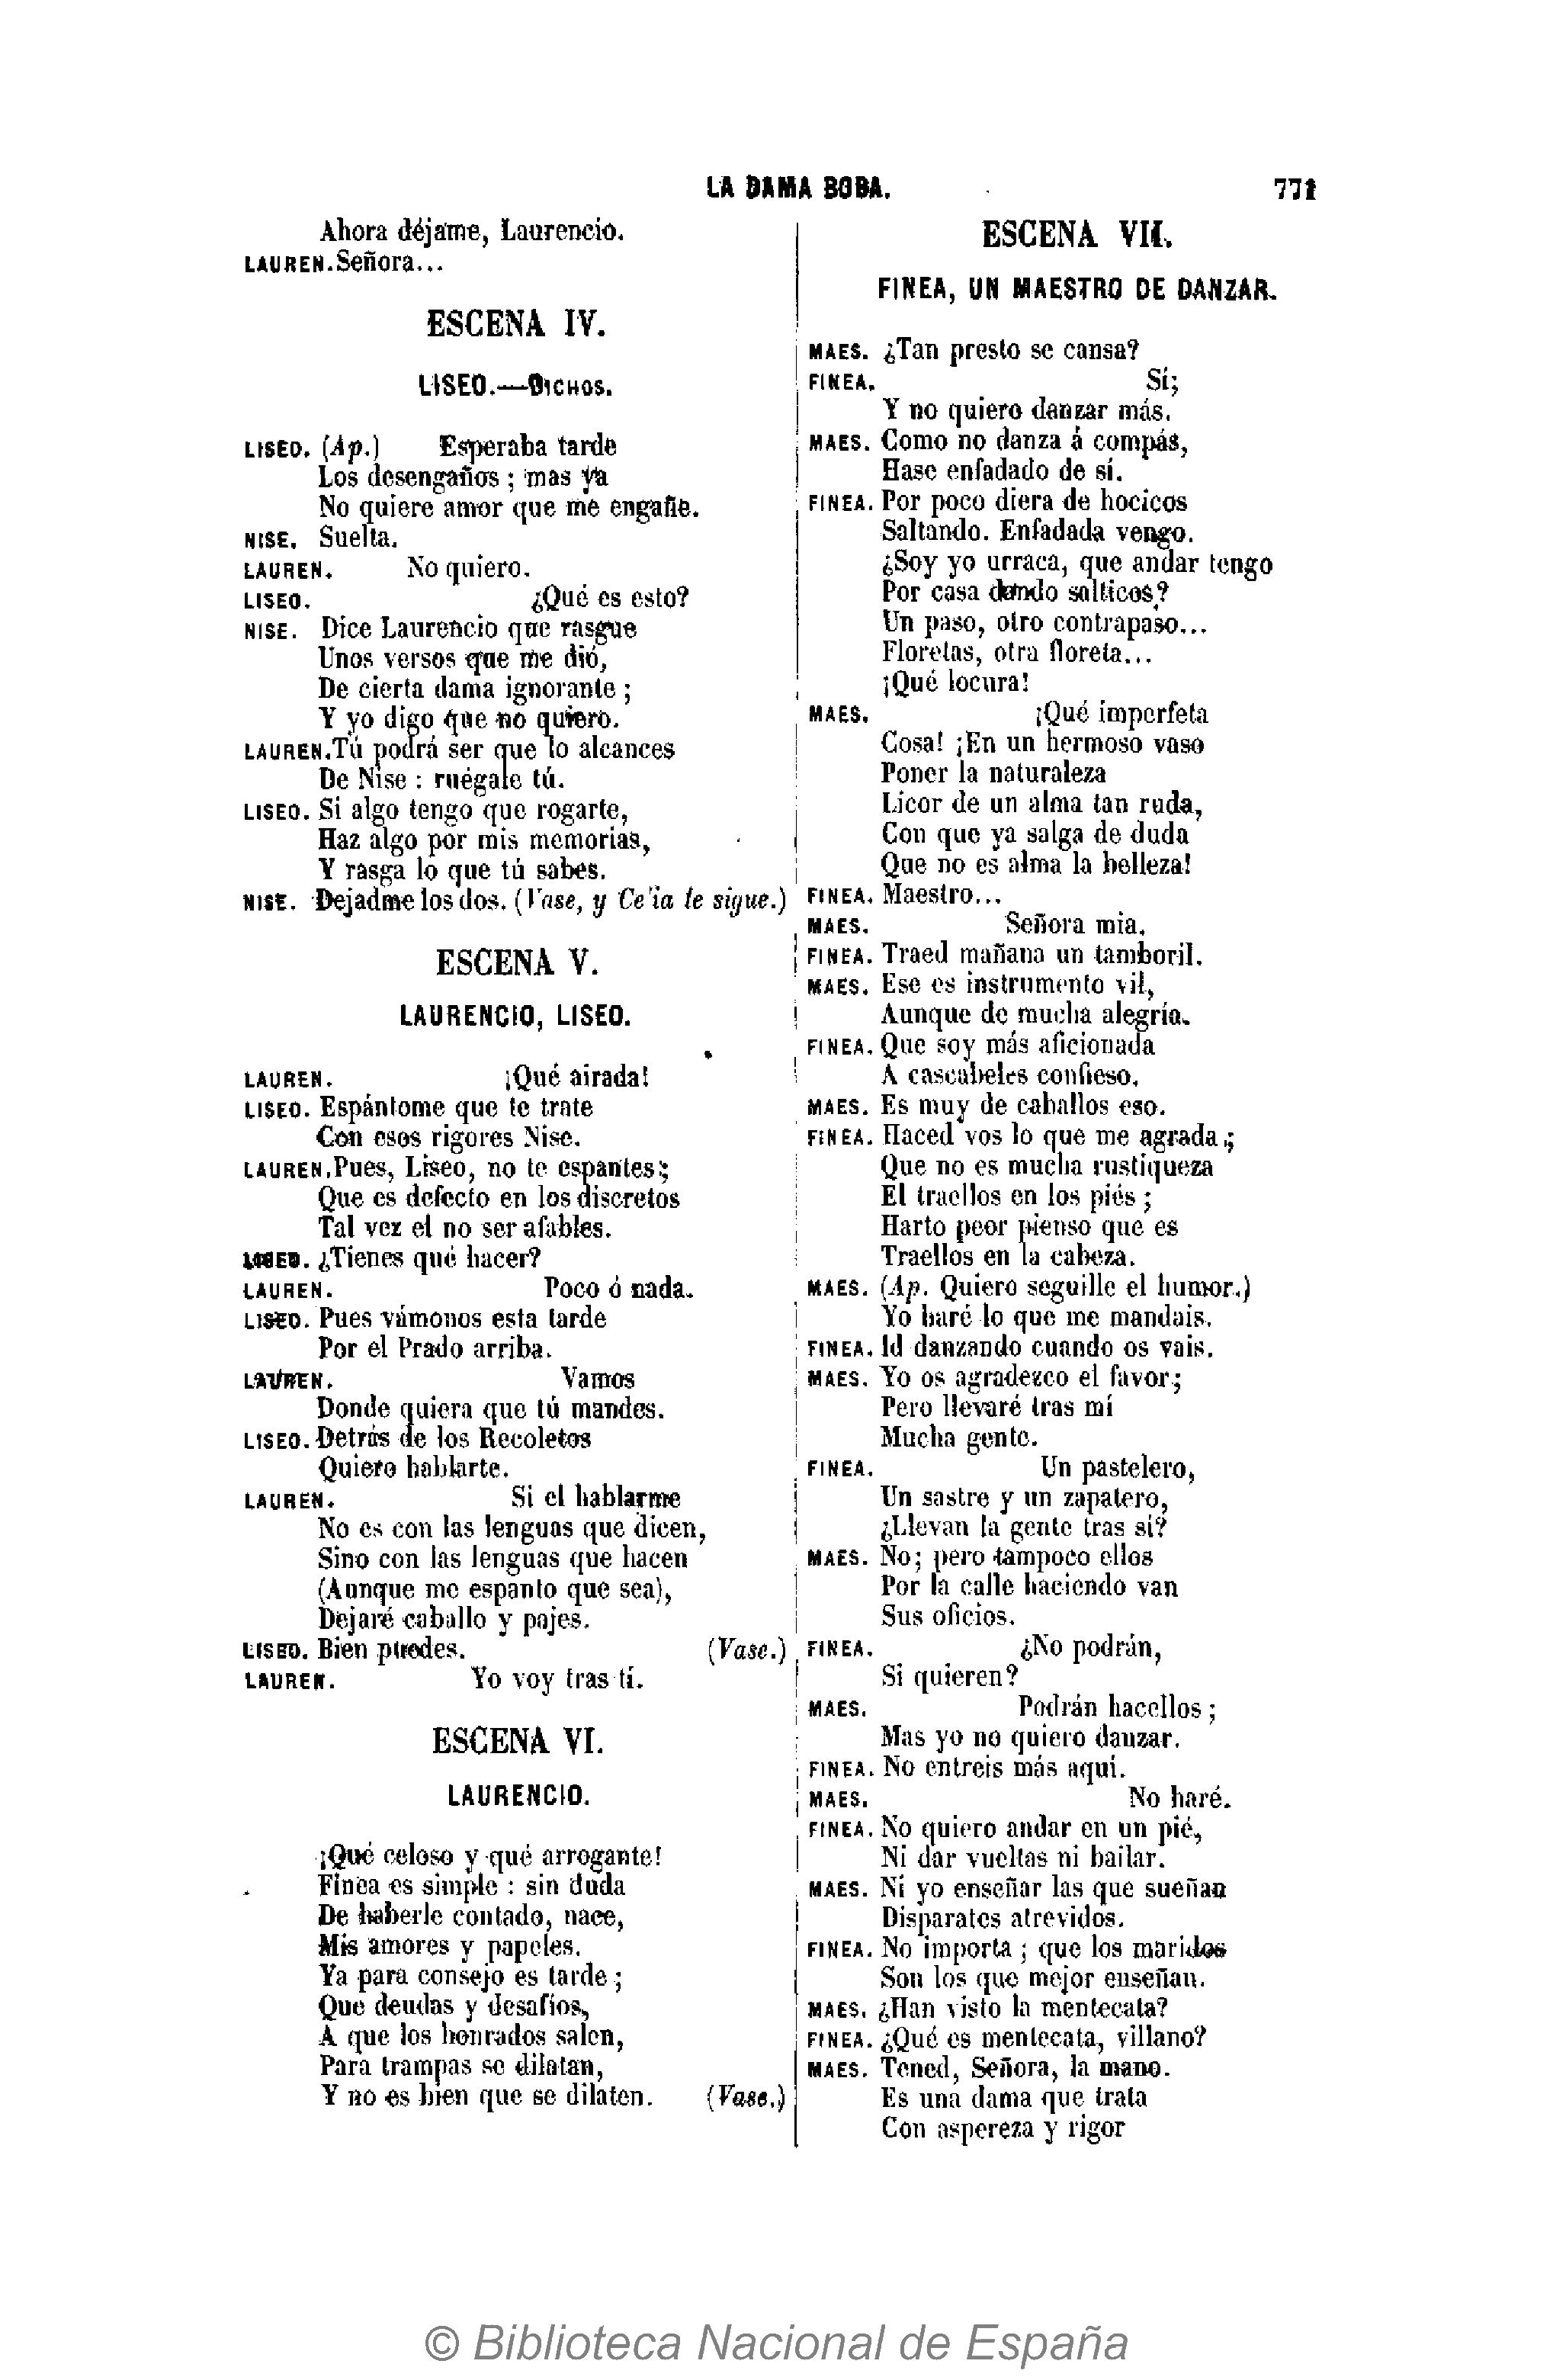 LA DAMA BOBA. 771
Ahora déjame, Laurencio.
LAUREN. Señora...
ESCENA IV.
LISEO.—DICHOS.
LISEO. (Ap.) Esperaba tarde
Los desengaños; mas ya
No quiere amor que me engañe.
NISE. Suelta.
LAUREN. No quiero.
LISEO. ¿Qué es esto?
NISE. Dice Laurencio que rasgue
Unos versos que me dió,
De cierta dama ignorante;
Y yo digo que no quiero.
LAUREN. Tú podrá ser que lo alcances
De Nise: ruégale tú.
LISEO. Si algo tengo que rogarte,
Haz algo por mis memorias,
Y rasga lo que tú sabes.
NISE. Dejadme los dos. (Vase, y Celia le sigue.)
ESCENA V.
LAURENCIO, LISEO.
LAUREN. ¡Qué airada!
LISEO. Espántome que te trate
Con esos rigores Nise.
LAUREN. Pues, Liseo, no te espantes;
Que es defecto en los discretos
Tal vez el no ser afables.
LISEO. ¿Tienes qué hacer?
LAUREN. Poco ó nada.
LISEO. Pues vámonos esta tarde
Por el Prado arriba.
LAUREN. Vamos
Donde quiera que tú mandes.
LISEO. Detrás de los Recoletos
Quiero hablarte.
LAUREN. Si el hablarme
No es con las lenguas que dicen,
Sino con las lenguas que hacen
(Aunque me espanto que sea),
Dejaré caballo y pajes.
LISEO. Bien puedes. (Vase.)
LAUREN. Yo voy tras tí.
ESCENA VI.
LAURENCIO.
¡Qué celoso y qué arrogante!
Finea es simple: sin duda
De haberle contado, nace,
Mis amores y papeles.
Ya para consejo es tarde;
Que deudas y desafíos,
A que los honrados salen,
Para trampas se dilatan,
Y no es bien que se dilaten. (Vase.)
ESCENA VII.
FINEA, UN MAESTRO DE DANZAR.
MAES. ¿Tan presto se cansa?
FINEA. Sí;
Y no quiero danzar más.
MAES. Como no danza á compás,
Hase enfadado de sí.
FINEA. Por poco diera de hocicos
Saltando. Enfadada vengo.
¿Soy yo urraca, que andar tengo
Por casa dando salticos?
Un paso, otro contrapaso...
Floretas, otra floreta...
¡Qué locura!
MAES. ¡Qué imperfeta
Cosa! ¡En un hermoso vaso
Poner la naturaleza
Licor de un alma tan ruda,
Con que ya salga de duda
Que no es alma la belleza!
FINEA. Maestro...
MAES. Señora mia.
FINEA. Traed mañana un tamboril.
MAES. Ese es instrumento vil,
Aunque de mucha alegría.
FINEA. Que soy más aficionada
A cascabeles confieso.
MAES. Es muy de caballos eso.
FINEA. Haced vos lo que me agrada;
Que no es mucha rustiqueza
El traellos en los piés;
Harto peor pienso que es
Traellos en la cabeza.
MAES. (Ap. Quiero seguille el humor.)
Yo haré lo que me mandais.
FINEA. Id danzando cuando os vais.
MAES. Yo os agradezco el favor;
Pero llevaré tras mí
Mucha gente.
FINEA. Un pastelero,
Un sastre y un zapatero,
¿Llevan la gente tras sí?
MAES. No; pero tampoco ellos
Por la calle haciendo van
Sus oficios.
FINEA. ¿No podrán,
Si quieren?
MAES. Podrán hacellos;
Mas yo no quiero danzar.
FINEA. No entreis más aquí.
MAES. No haré.
FINEA. No quiero andar en un pié,
Ni dar vueltas ni bailar.
MAES. Ni yo enseñar las que sueñan
Disparates atrevidos.
FINEA. No importa; que los maridos
Son los que mejor enseñan.
MAES. ¿Han visto la mentecata?
FINEA. ¿Qué es mentecata, villano?
MAES. Tened, Señora, la mano.
Es una dama que trata
Con aspereza y rigor
© Biblioteca Nacional de España